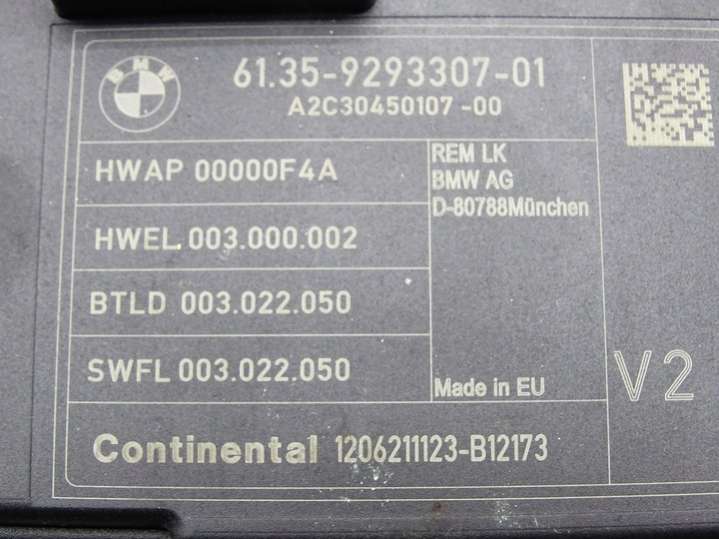 BMW
61.35-9293307-01
A2C30450107-00
HWAP 00000F4A
HWEL.003.000.002
BTLD 003.022.050
SWFL 003.022.050
REM LK
BMW AG
D-80788München
Made in EU
V2
Continental 1206211123-B12173